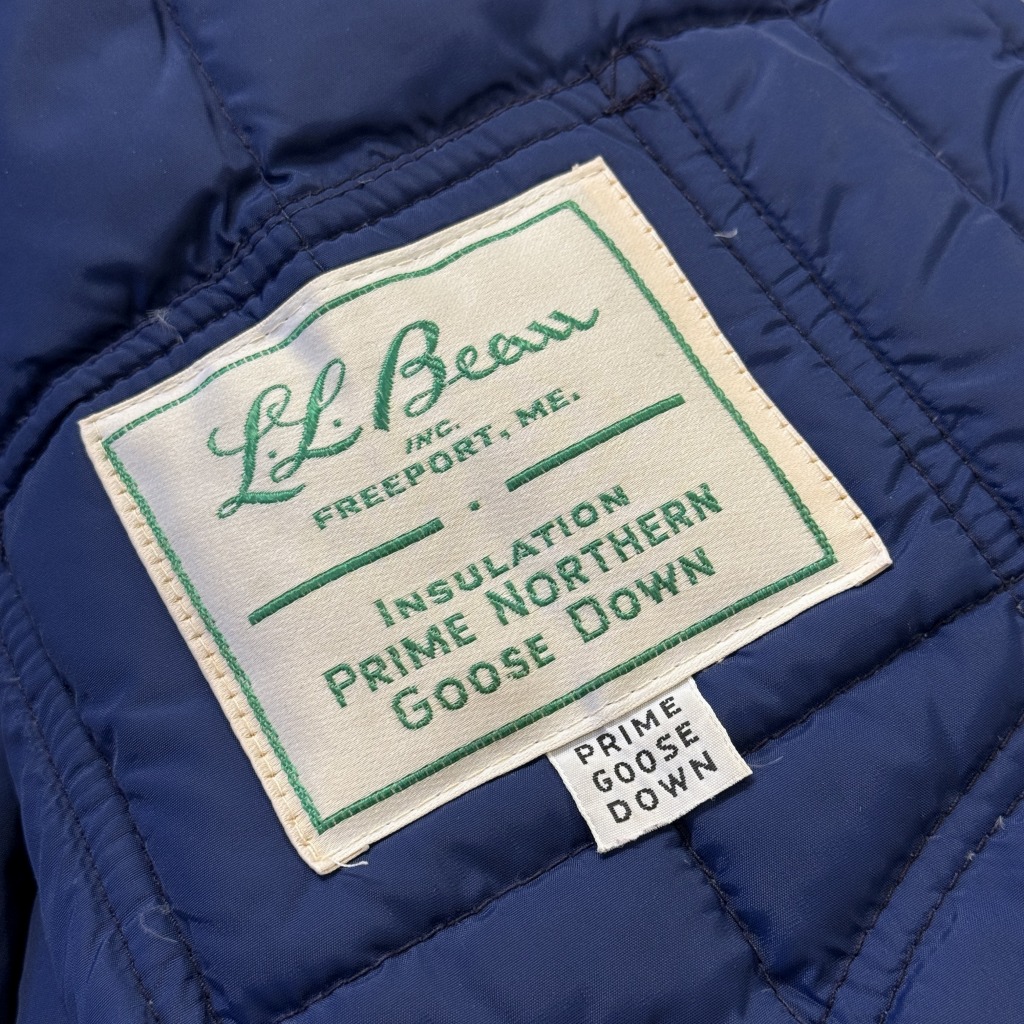 L.L. Bean
INC.
FREEPORT, ME.
INSULATION
PRIME NORTHERN
GOOSE DOWN
PRIME
GOOSE
DOWN